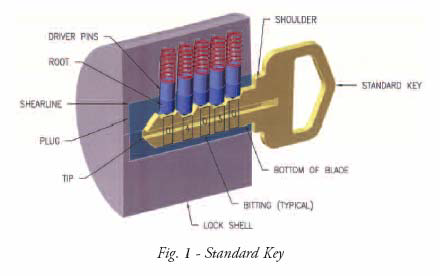 SHOULDER
DRIVER PINS
ROOT
STANDARD KEY
SHEARLINE
PLUG
TIP
BOTTOM OF BLADE
BITTING (TYPICAL)
LOCK SHELL
Fig. 1 - Standard Key